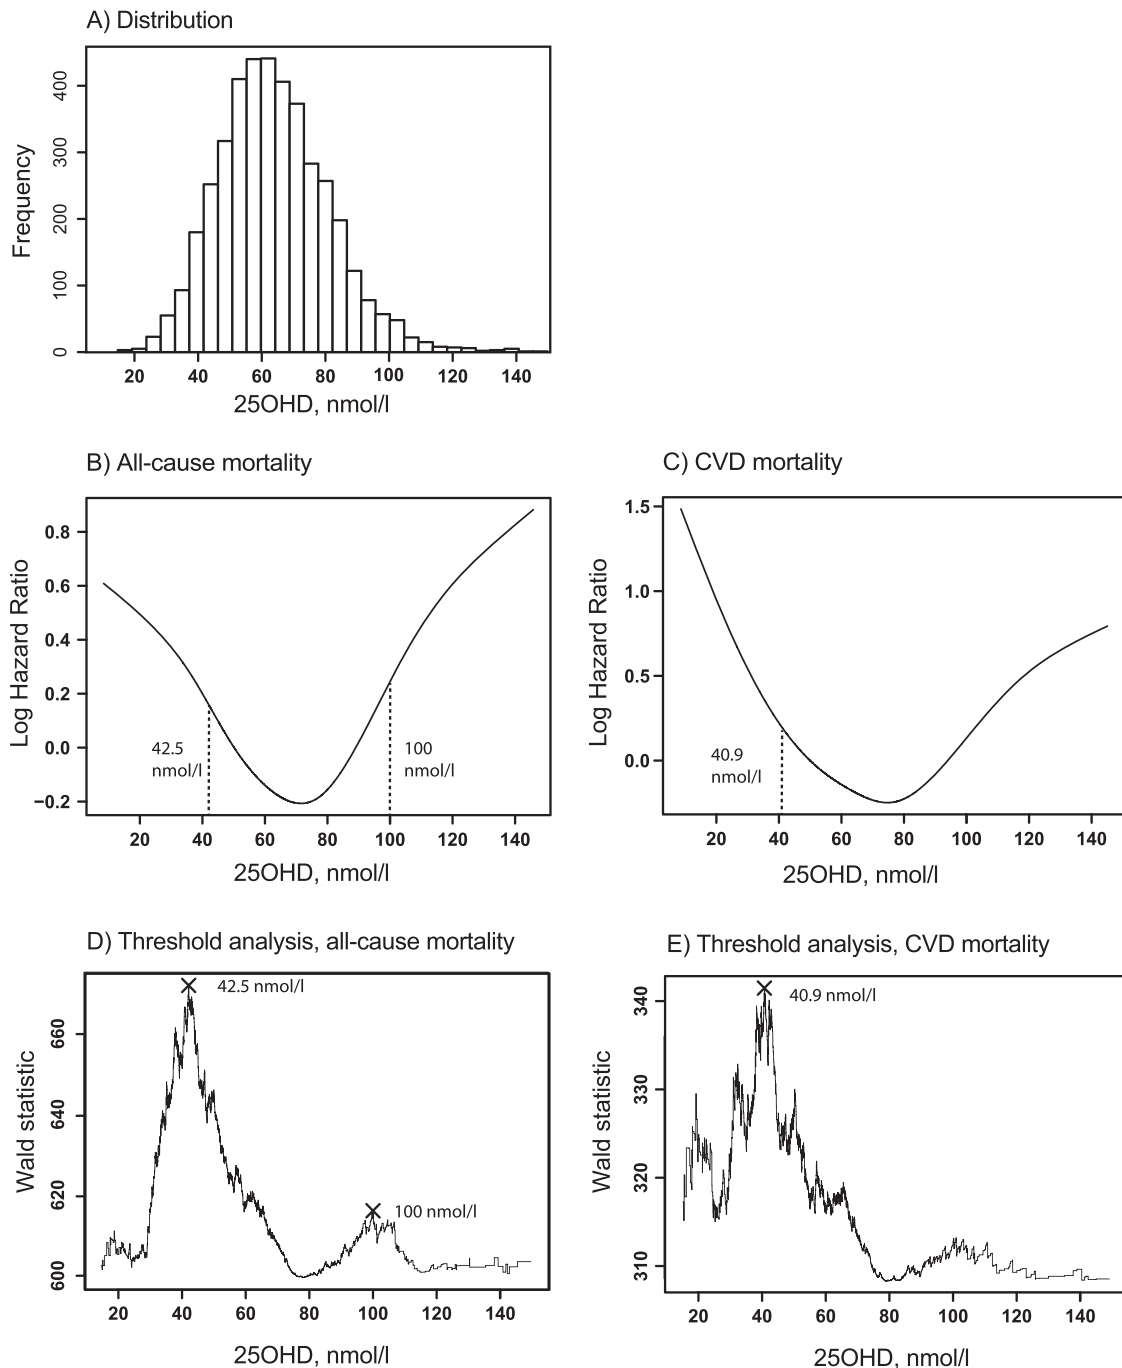 A) Distribution
Frequency
400
300
200
100
0
20 40 60 80 100 120 140
25OHD, nmol/l
B) All-cause mortality
Log Hazard Ratio
0.8
0.6
0.4
0.2
0.0
−0.2
42.5
nmol/l
100
nmol/l
20 40 60 80 100 120 140
25OHD, nmol/l
C) CVD mortality
Log Hazard Ratio
1.5
1.0
0.5
0.0
40.9
nmol/l
20 40 60 80 100 120 140
25OHD, nmol/l
D) Threshold analysis, all-cause mortality
Wald statistic
660
640
620
600
42.5 nmol/l
100 nmol/l
20 40 60 80 100 120 140
25OHD, nmol/l
E) Threshold analysis, CVD mortality
Wald statistic
340
330
320
310
40.9 nmol/l
20 40 60 80 100 120 140
25OHD, nmol/l